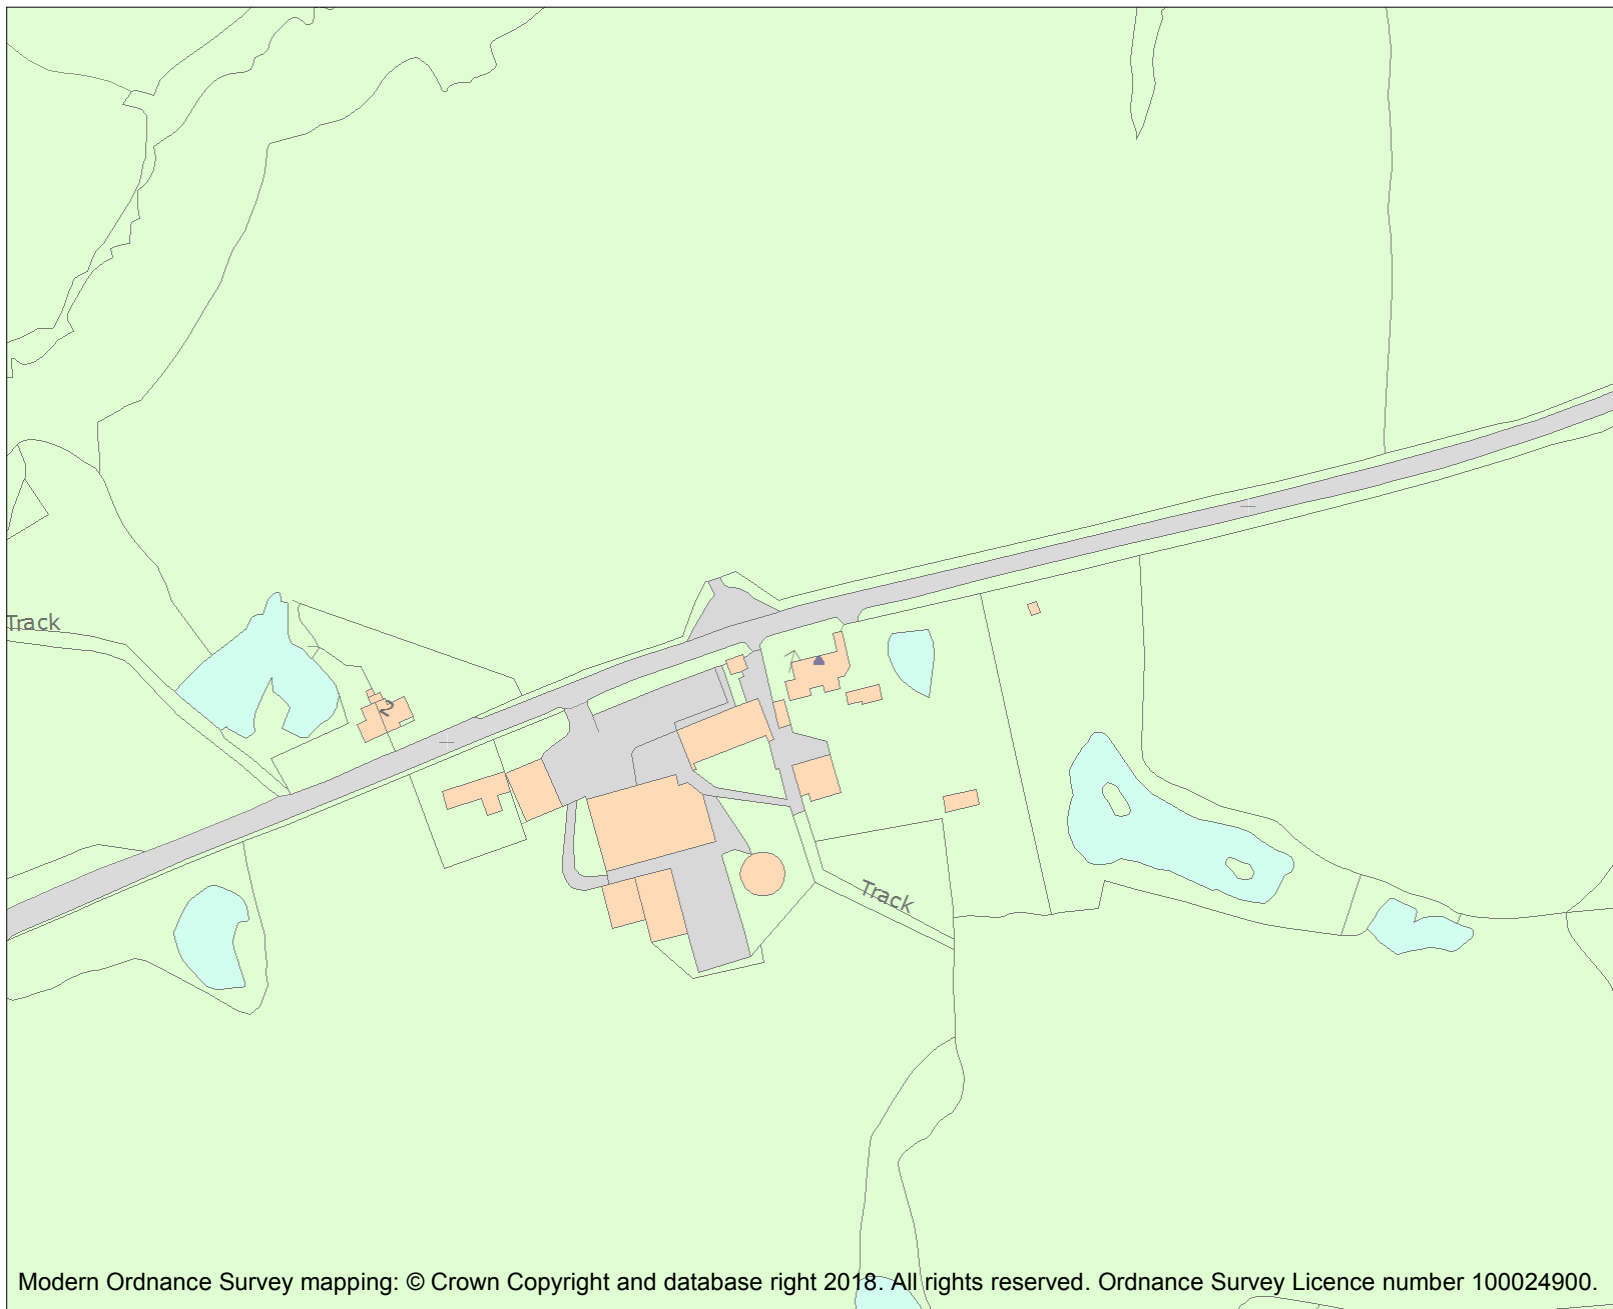 Track
2
Track
Modern Ordnance Survey mapping: © Crown Copyright and database right 2018. All rights reserved. Ordnance Survey Licence number 100024900.